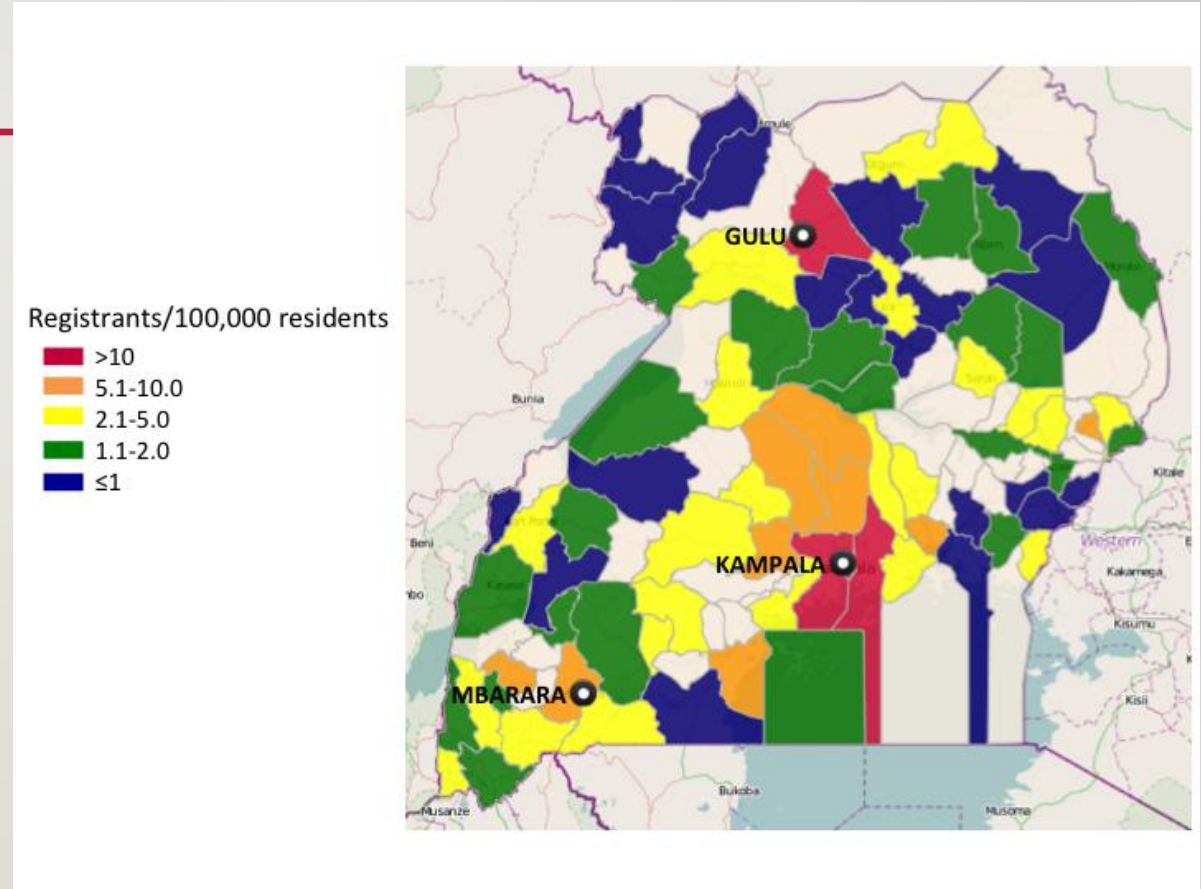 Registrants/100,000 residents
>10
5.1-10.0
2.1-5.0
1.1-2.0
≤1
GULU
Bunia
Kitale
Beni
Western
KAMPALA
Kakamega
Kisumu
MBARARA
Kisii
Bukoba
Musanze
Musoma